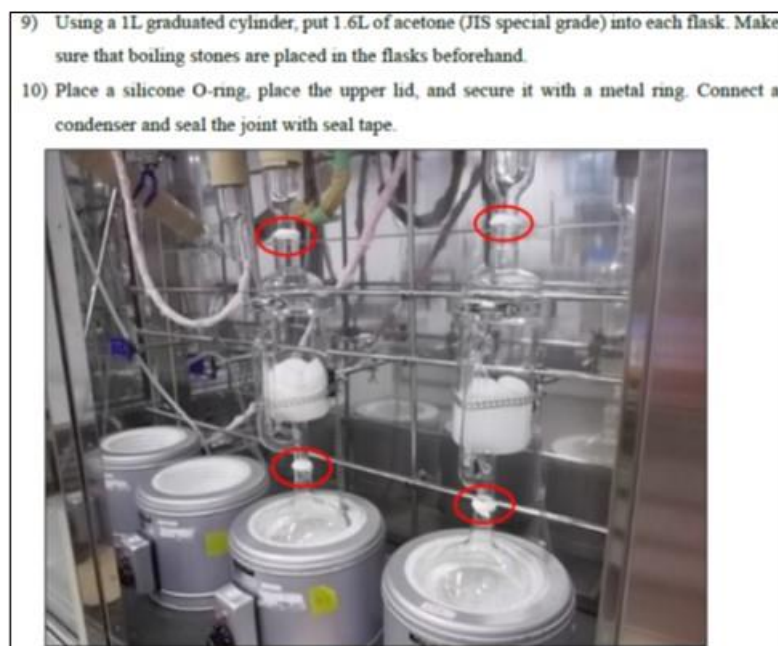 9) Using a 1L graduated cylinder, put 1.6L of acetone (JIS special grade) into each flask. Make
sure that boiling stones are placed in the flasks beforehand.
10) Place a silicone O-ring, place the upper lid, and secure it with a metal ring. Connect a
condenser and seal the joint with seal tape.